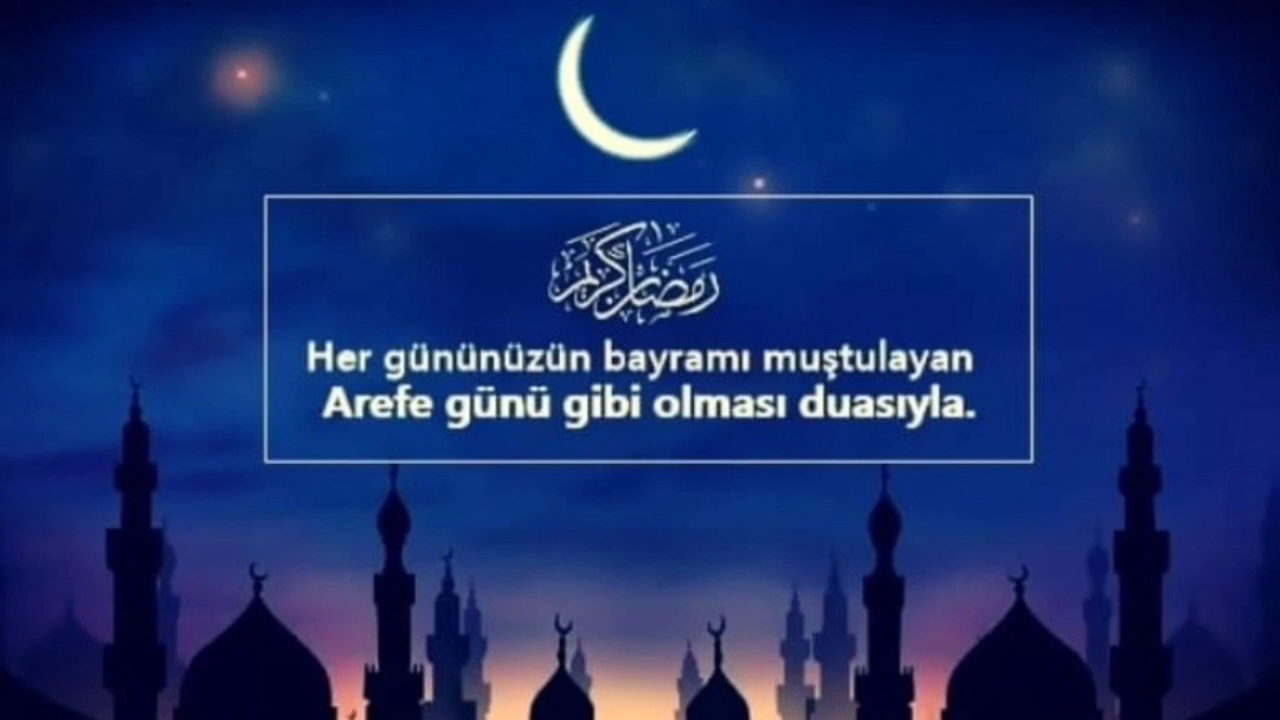 رمضان كريم
Her gününüzün bayramı muştulayan
Arefe günü gibi olması duasıyla.